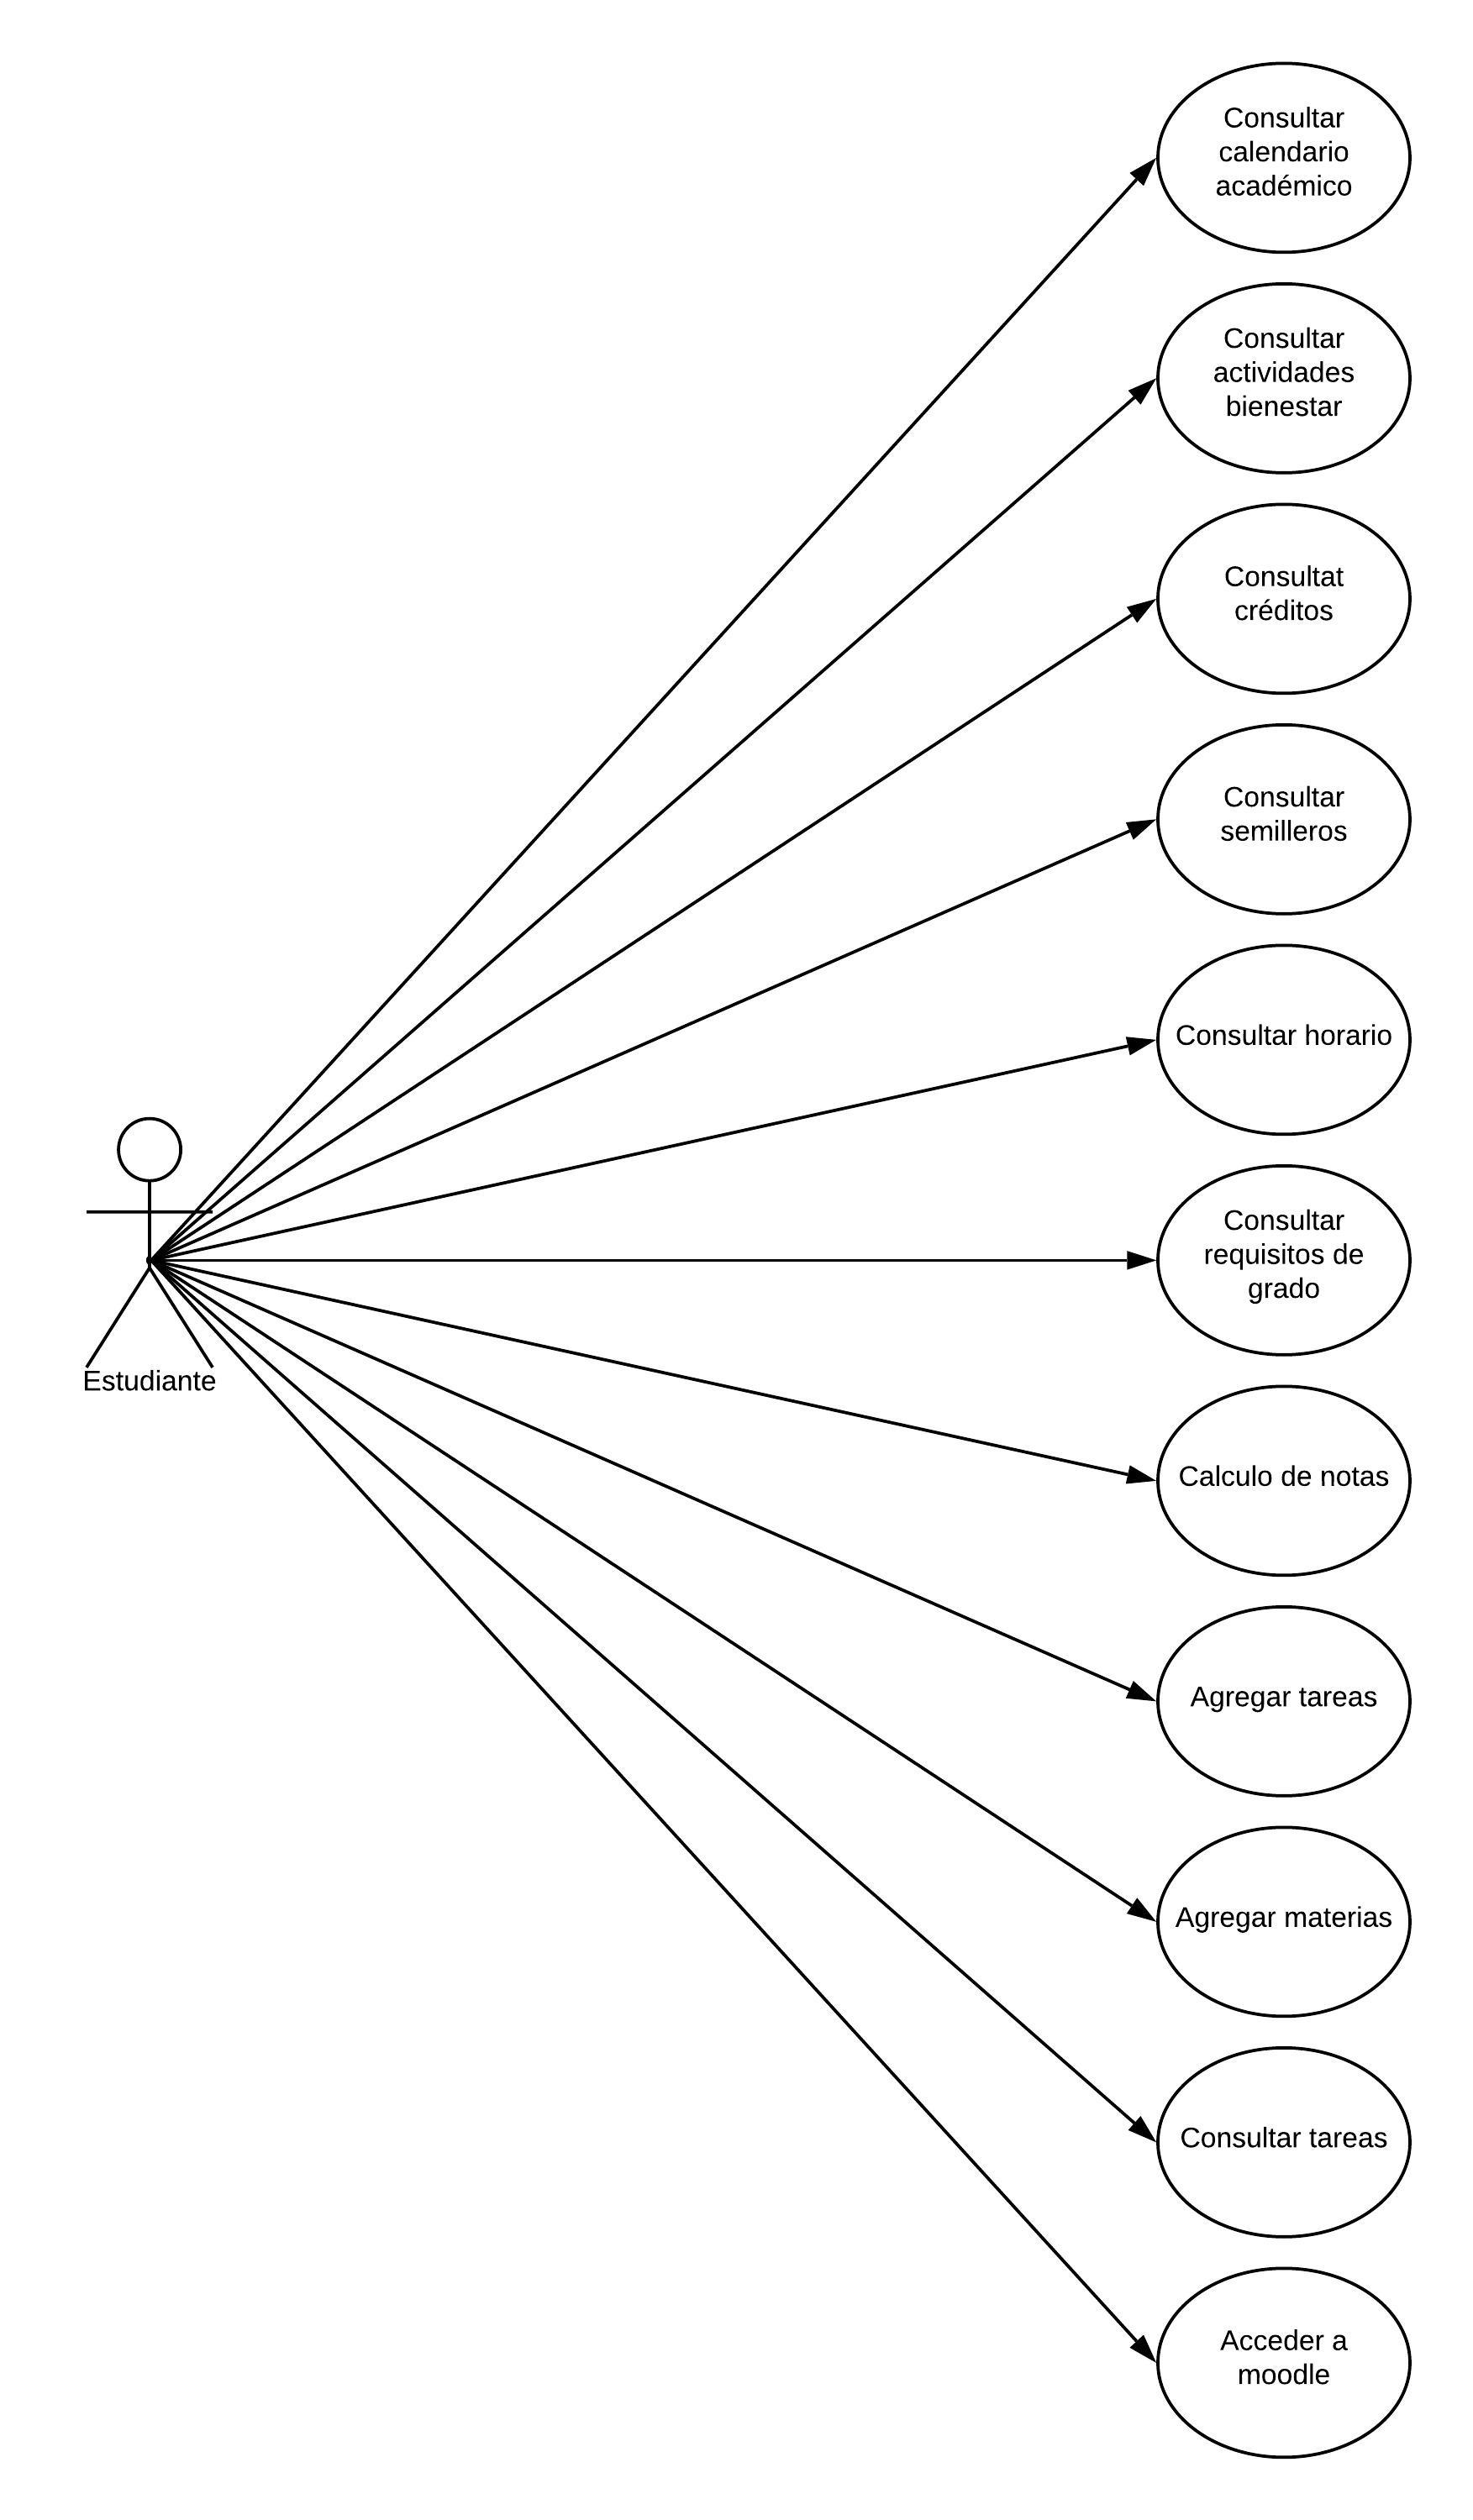 Consultar
calendario
académico
Consultar
actividades
bienestar
Consultat
créditos
Consultar
semilleros
Consultar horario
Consultar
requisitos de
grado
Estudiante
Calculo de notas
Agregar tareas
Agregar materias
Consultar tareas
Acceder a
moodle